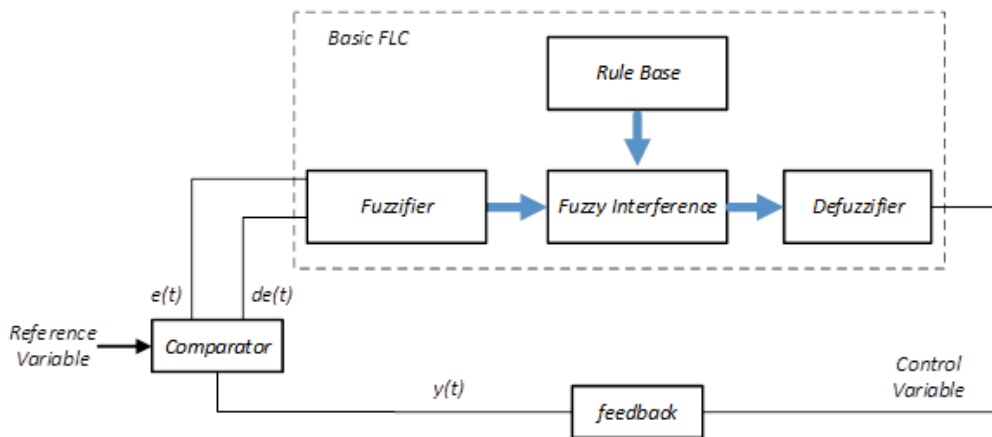 Basic FLC
Rule Base
Fuzzifier
Fuzzy Interference
Defuzzifier
e(t)
de(t)
Reference
Variable
Comparator
Control
Variable
y(t)
feedback